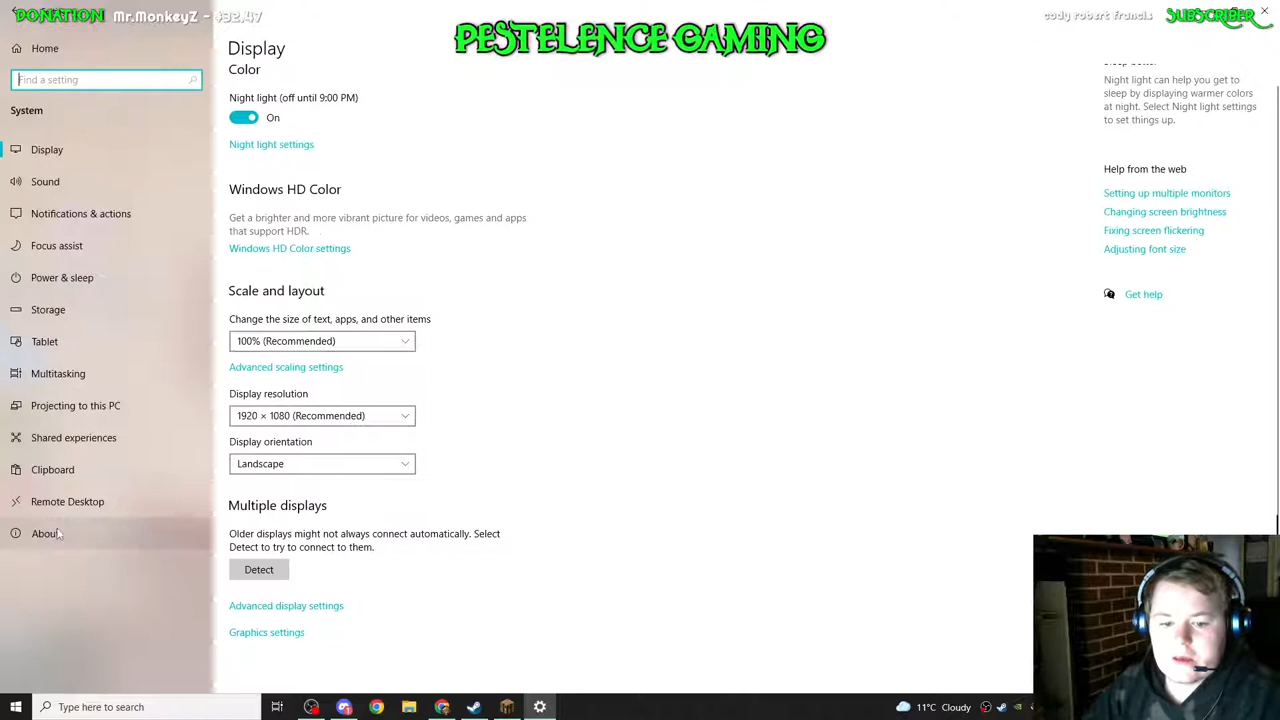 DONATION Mr.MonkeyZ - $32.47
PESTELENCE GAMING
cody robert francis SUBSCRIBER
Home
Find a setting
System
Display
Sound
Notifications & actions
Focus assist
Power & sleep
Storage
Tablet
Multitasking
Projecting to this PC
Shared experiences
Clipboard
Remote Desktop
About
Display
Color
Night light (off until 9:00 PM)
On
Night light settings
Windows HD Color
Get a brighter and more vibrant picture for videos, games and apps
that support HDR.
Windows HD Color settings
Scale and layout
Change the size of text, apps, and other items
100% (Recommended)
Advanced scaling settings
Display resolution
1920 × 1080 (Recommended)
Display orientation
Landscape
Multiple displays
Older displays might not always connect automatically. Select
Detect to try to connect to them.
Detect
Advanced display settings
Graphics settings
Night light can help you get to
sleep by displaying warmer colors
at night. Select Night light settings
to set things up.
Help from the web
Setting up multiple monitors
Changing screen brightness
Fixing screen flickering
Adjusting font size
Get help
Type here to search
11°C Cloudy